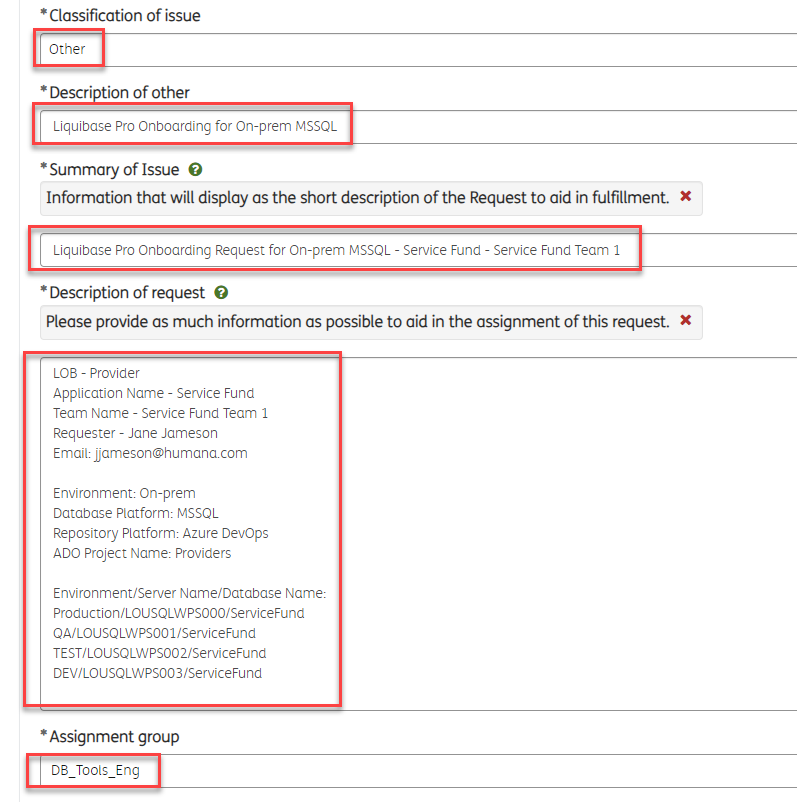 *Classification of issue
Other
*Description of other
Liquibase Pro Onboarding for On-prem MSSQL
*Summary of Issue ?
Information that will display as the short description of the Request to aid in fulfillment. ✖
Liquibase Pro Onboarding Request for On-prem MSSQL - Service Fund - Service Fund Team 1
*Description of request ?
Please provide as much information as possible to aid in the assignment of this request. ✖
LOB - Provider
Application Name - Service Fund
Team Name - Service Fund Team 1
Requester - Jane Jameson
Email: jjameson@humana.com
Environment: On-prem
Database Platform: MSSQL
Repository Platform: Azure DevOps
ADO Project Name: Providers
Environment/Server Name/Database Name:
Production/LOUSQLWPS000/ServiceFund
QA/LOUSQLWPS001/ServiceFund
TEST/LOUSQLWPS002/ServiceFund
DEV/LOUSQLWPS003/ServiceFund
*Assignment group
DB_Tools_Eng